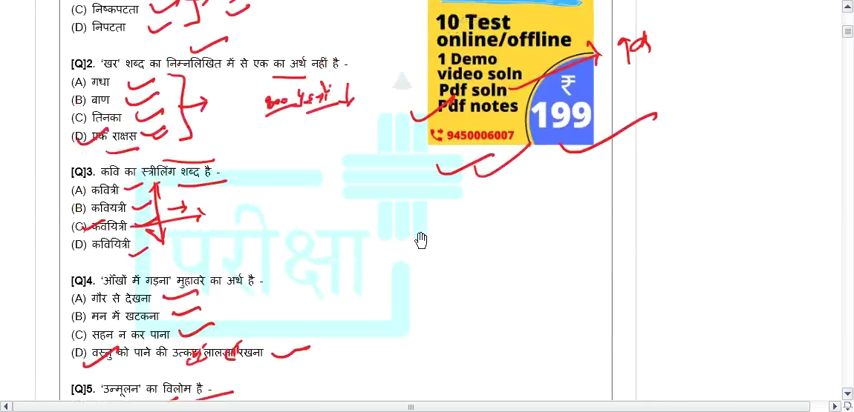 (C) निष्कपटता
(D) निपटता
[Q]2. ‘खर’ शब्द का निम्नलिखित में से एक का अर्थ नहीं है -
(A) गधा
(B) बाण
(C) तिनका
(D) एक राक्षस
[Q]3. कवि का स्त्रीलिंग शब्द है -
(A) कवित्री
(B) कवियत्री
(C) कवयित्री
(D) कवियित्री
[Q]4. ‘आँखों में गड़ना’ मुहावरे का अर्थ है -
(A) गौर से देखना
(B) मन में खटकना
(C) सहन न कर पाना
(D) वस्तु को पाने की उत्कट लालसा रखना
[Q]5. ‘उन्मूलन’ का विलोम है -
10 Test
online/offline
1 Demo
video soln
Pdf soln
Pdf notes
₹
199
9450006007
परीक्षा